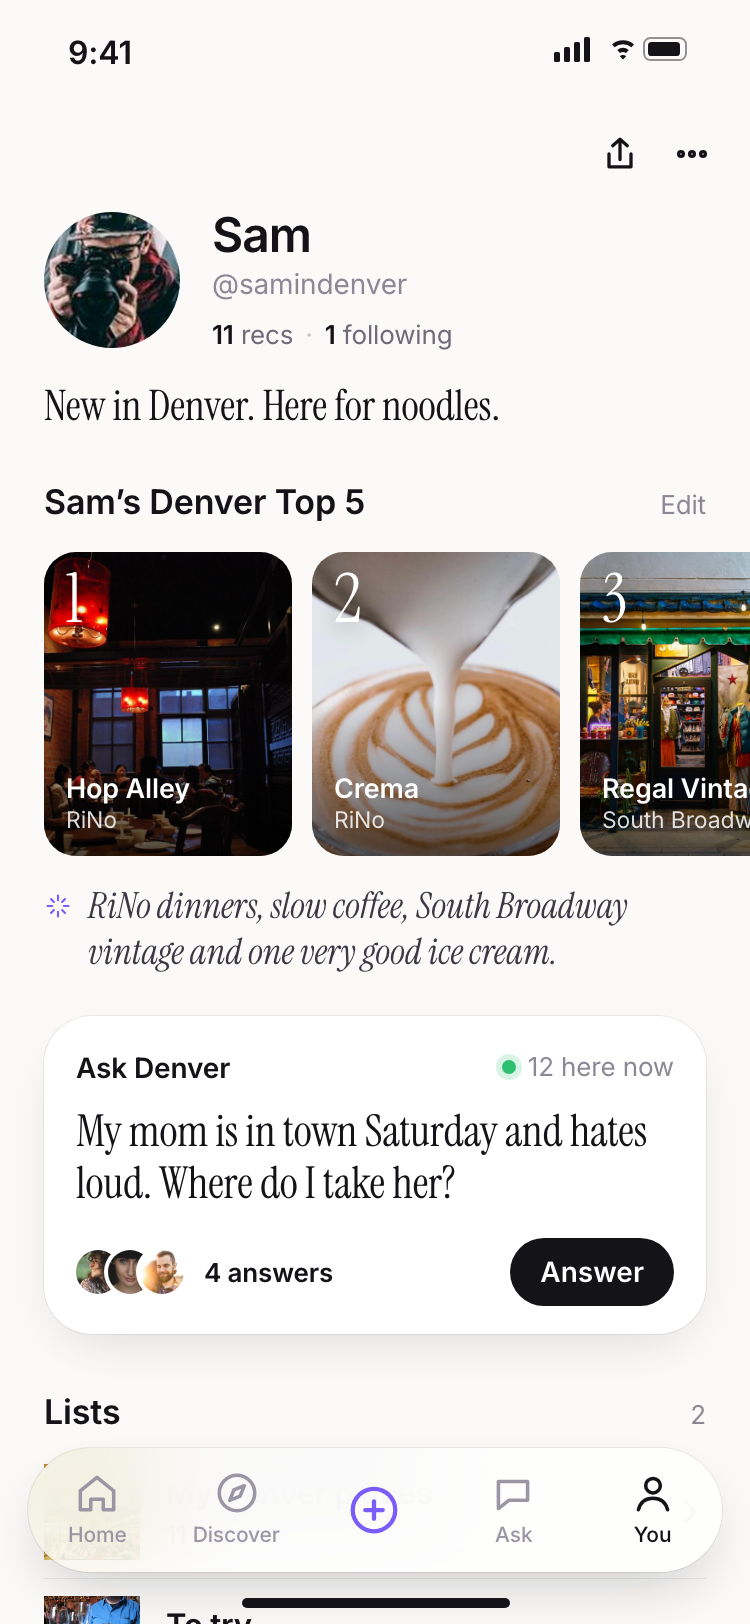 9:41
Sam
@samindenver
11 recs · 1 following
New in Denver. Here for noodles.
Sam’s Denver Top 5
Edit
1
2
3
Hop Alley
RiNo
Crema
RiNo
Regal Vinta
South Broadw
RiNo dinners, slow coffee, South Broadway
vintage and one very good ice cream.
Ask Denver
12 here now
My mom is in town Saturday and hates
loud. Where do I take her?
4 answers
Answer
Lists
2
Home
Discover
Ask
You
To try